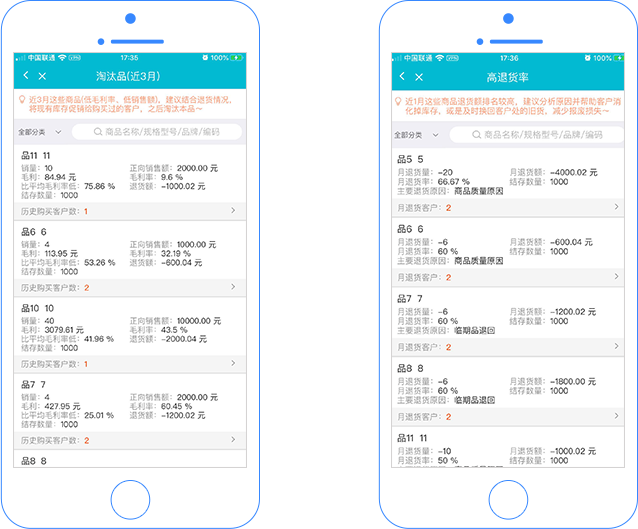 中国联通 VPN 17:35 100%
淘汰品(近3月)
近3月这些商品(低毛利率、低销售额)，建议结合退货情况，
将现有库存促销给购买过的客户，之后淘汰本品～
全部分类 商品名称/规格型号/品牌/编码
品11 11
销量：10 正向销售额：2000.00 元
毛利：84.94 元 毛利率：9.6 %
比平均毛利率低：75.86 % 退货额：-1000.02 元
结存数量：1000
历史购买客户数：1
品6 6
销量：4 正向销售额：1000.00 元
毛利：113.95 元 毛利率：32.19 %
比平均毛利率低：53.26 % 退货额：-600.04 元
结存数量：1000
历史购买客户数：2
品10 10
销量：40 正向销售额：10000.00 元
毛利：3079.61 元 毛利率：43.5 %
比平均毛利率低：41.96 % 退货额：-2000.04 元
结存数量：1000
历史购买客户数：1
品7 7
销量：4 正向销售额：2000.00 元
毛利：427.95 元 毛利率：60.45 %
比平均毛利率低：25.01 % 退货额：-1200.02 元
结存数量：1000
历史购买客户数：2
品8 8
中国联通 VPN 17:36 100%
高退货率
近1月这些商品退货额排名较高，建议分析原因并帮助客户消
化掉库存，或是及时换回客户处的旧货，减少报废损失～
全部分类 商品名称/规格型号/品牌/编码
品5 5
月退货量：-20 月退货额：-4000.02 元
月退货率：66.67 % 结存数量：1000
主要退货原因：商品质量原因
月退货客户：2
品6 6
月退货量：-6 月退货额：-600.04 元
月退货率：60 % 结存数量：1000
主要退货原因：商品质量原因
月退货客户：2
品7 7
月退货量：-6 月退货额：-1200.02 元
月退货率：60 % 结存数量：1000
主要退货原因：临期品退回
月退货客户：2
品8 8
月退货量：-6 月退货额：-1800.00 元
月退货率：60 % 结存数量：1000
主要退货原因：临期品退回
月退货客户：2
品11 11
月退货量：-10 月退货额：-1000.02 元
月退货率：50 % 结存数量：1000